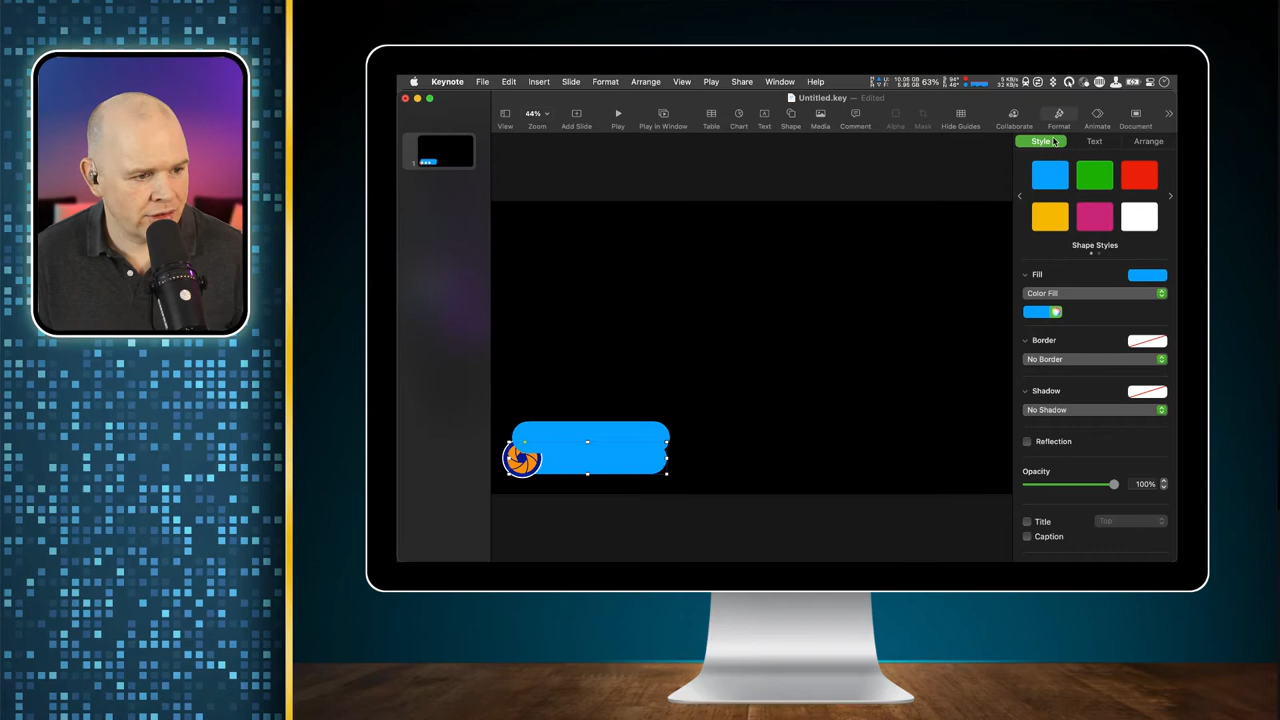 Keynote File Edit Insert Slide Format Arrange View Play Share Window Help 63%
Untitled.key — Edited
44%
View Zoom Add Slide Play Play in Window Table Chart Text Shape Media Comment Alpha Mask Hide Guides Collaborate Format Animate Document
Style Text Arrange
1
Shape Styles
Fill
Color Fill
Border
No Border
Shadow
No Shadow
Reflection
Opacity
100%
Title Top
Caption